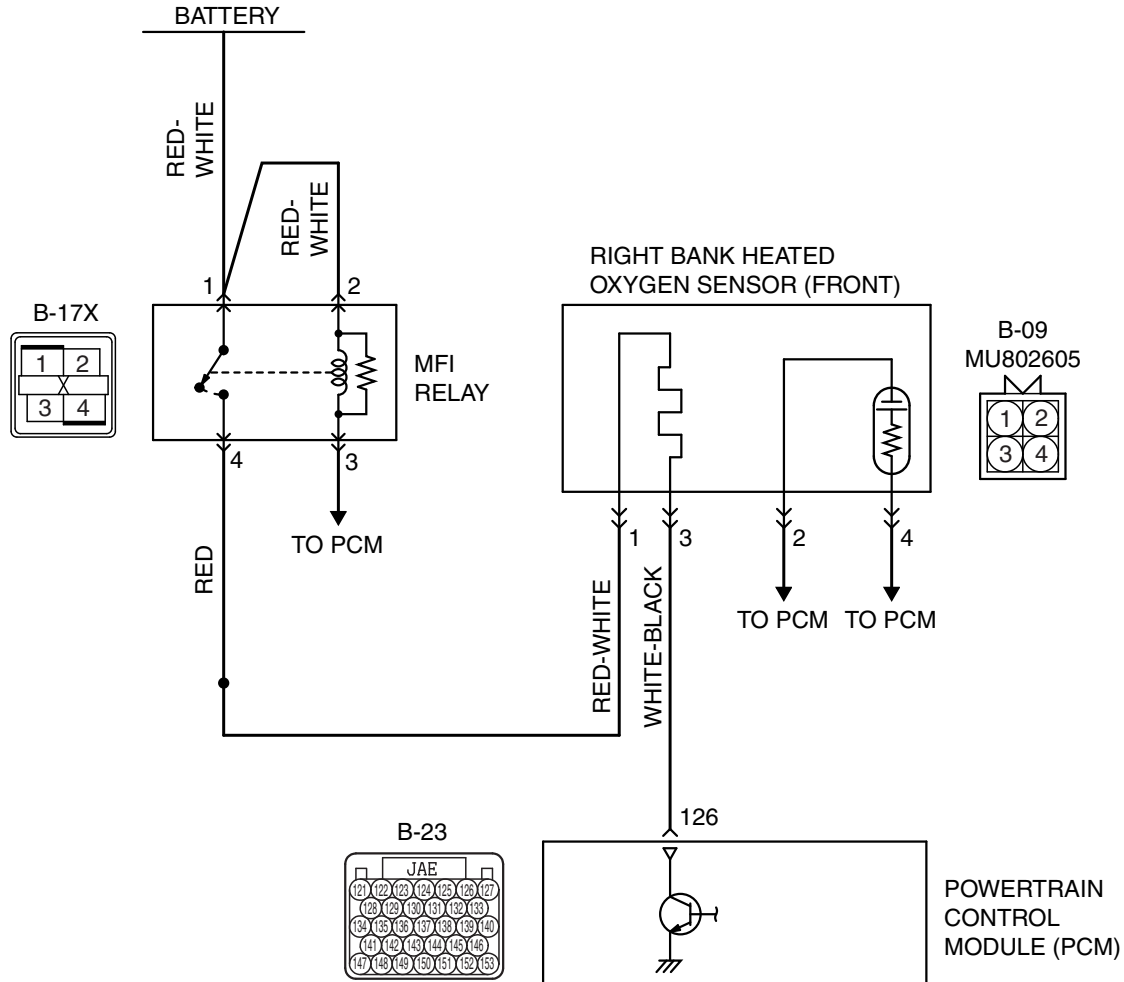 BATTERY
RED-
WHITE
RED-
WHITE
RIGHT BANK HEATED
OXYGEN SENSOR (FRONT)
1
2
B-17X
1 2
X
3 4
MFI
RELAY
B-09
MU802605
1 2
3 4
4
3
TO PCM
1
3
2
4
TO PCM
TO PCM
RED
RED-WHITE
WHITE-BLACK
126
B-23
JAE
121 122 123 124 125 126 127
128 129 130 131 132 133
134 135 136 137 138 139 140
141 142 143 144 145 146
147 148 149 150 151 152 153
POWERTRAIN
CONTROL
MODULE (PCM)